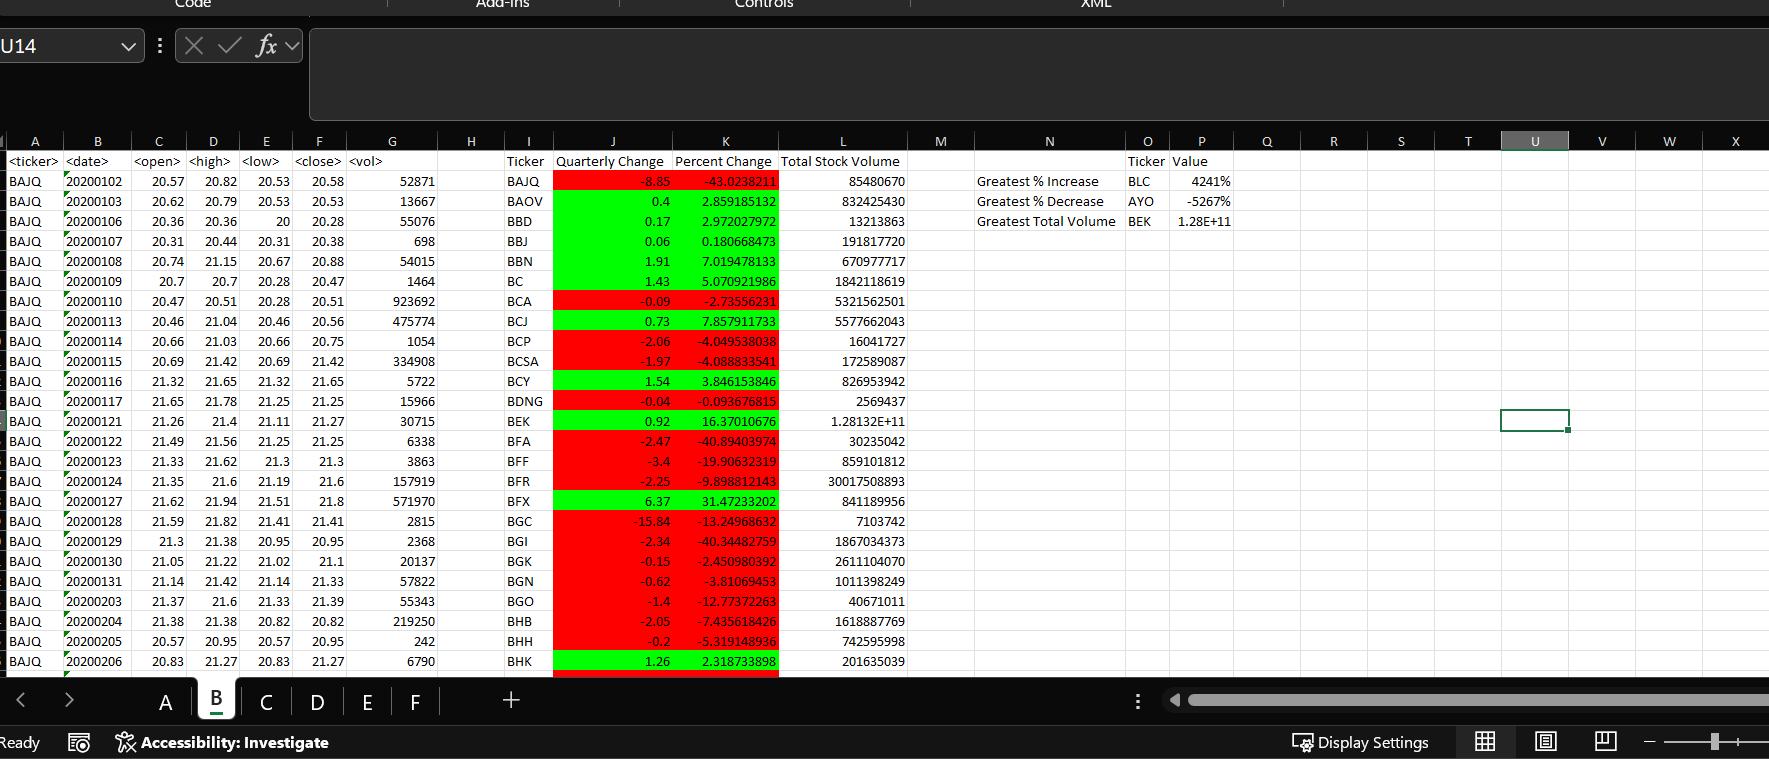 Code Add-ins Controls XML
U14 fx
A B C D E F G H I J K L M N O P Q R S T U V W X
<ticker> <date> <open> <high> <low> <close> <vol> Ticker Quarterly Change Percent Change Total Stock Volume Ticker Value
BAJQ 20200102 20.57 20.82 20.53 20.58 52871 BAJQ -8.85 -43.0238211 85480670 Greatest % Increase BLC 4241%
BAJQ 20200103 20.62 20.79 20.53 20.53 13667 BAOV 0.4 2.859185132 832425430 Greatest % Decrease AYO -5267%
BAJQ 20200106 20.36 20.36 20 20.28 55076 BBD 0.17 2.972027972 13213863 Greatest Total Volume BEK 1.28E+11
BAJQ 20200107 20.31 20.44 20.31 20.38 698 BBJ 0.06 0.180668473 191817720
BAJQ 20200108 20.74 21.15 20.67 20.88 54015 BBN 1.91 7.019478133 670977717
BAJQ 20200109 20.7 20.7 20.28 20.47 1464 BC 1.43 5.070921986 1842118619
BAJQ 20200110 20.47 20.51 20.28 20.51 923692 BCA -0.09 -2.73556231 5321562501
BAJQ 20200113 20.46 21.04 20.46 20.56 475774 BCJ 0.73 7.857911733 5577662043
BAJQ 20200114 20.66 21.03 20.66 20.75 1054 BCP -2.06 -4.049538038 16041727
BAJQ 20200115 20.69 21.42 20.69 21.42 334908 BCSA -1.97 -4.088833541 172589087
BAJQ 20200116 21.32 21.65 21.32 21.65 5722 BCY 1.54 3.846153846 826953942
BAJQ 20200117 21.65 21.78 21.25 21.25 15966 BDNG -0.04 -0.093676815 2569437
BAJQ 20200121 21.26 21.4 21.11 21.27 30715 BEK 0.92 16.37010676 1.28132E+11
BAJQ 20200122 21.49 21.56 21.25 21.25 6338 BFA -2.47 -40.89403974 30235042
BAJQ 20200123 21.33 21.62 21.3 21.3 3863 BFF -3.4 -19.90632319 859101812
BAJQ 20200124 21.35 21.6 21.19 21.6 157919 BFR -2.25 -9.898812143 30017508893
BAJQ 20200127 21.62 21.94 21.51 21.8 571970 BFX 6.37 31.47233202 841189956
BAJQ 20200128 21.59 21.82 21.41 21.41 2815 BGC -15.84 -13.24968632 7103742
BAJQ 20200129 21.3 21.38 20.95 20.95 2368 BGI -2.34 -40.34482759 1867034373
BAJQ 20200130 21.05 21.22 21.02 21.1 20137 BGK -0.15 -2.450980392 2611104070
BAJQ 20200131 21.14 21.42 21.14 21.33 57822 BGN -0.62 -3.81069453 1011398249
BAJQ 20200203 21.37 21.6 21.33 21.39 55343 BGO -1.4 -12.77372263 40671011
BAJQ 20200204 21.38 21.38 20.82 20.82 219250 BHB -2.05 -7.435618426 1618887769
BAJQ 20200205 20.57 20.95 20.57 20.95 242 BHH -0.2 -5.319148936 742595998
BAJQ 20200206 20.83 21.27 20.83 21.27 6790 BHK 1.26 2.318733898 201635039
A B C D E F
Ready Accessibility: Investigate Display Settings